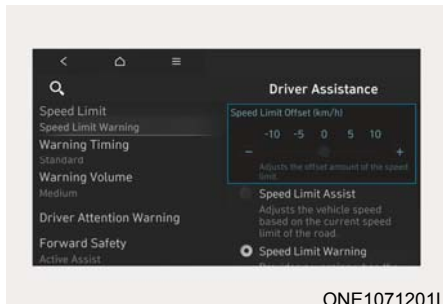 Driver Assistance
Speed Limit
Speed Limit Warning
Warning Timing
Standard
Warning Volume
Medium
Driver Attention Warning
Forward Safety
Active Assist
Speed Limit Offset (km/h)
-10 -5 0 5 10
− +
Adjusts the offset amount of the speed
limit.
Speed Limit Assist
Adjusts the vehicle speed
based on the current speed
limit of the road.
Speed Limit Warning
ONE1071201L